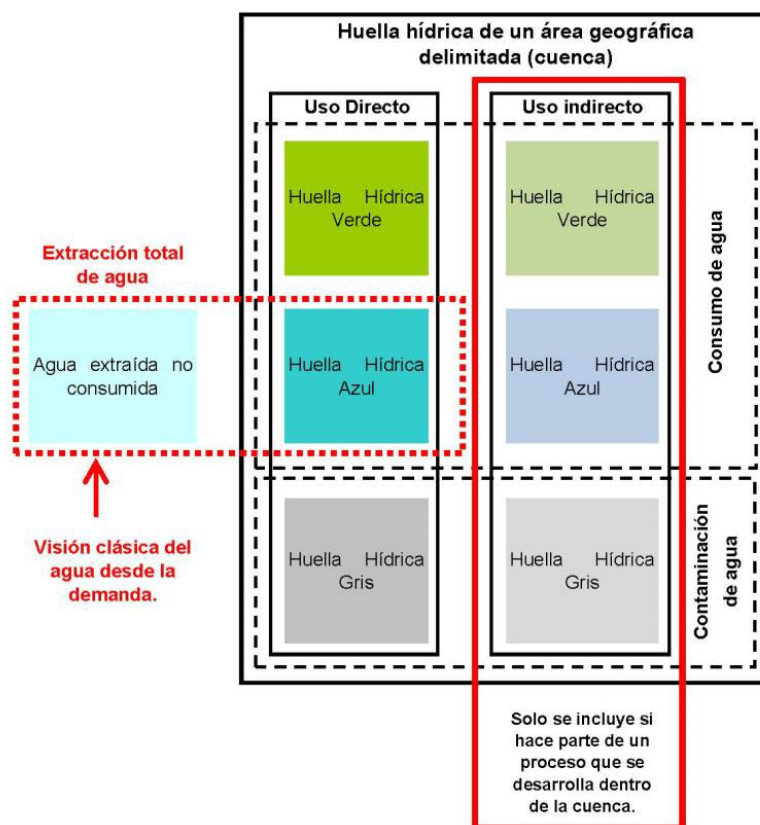 Huella hídrica de un área geográfica
delimitada (cuenca)
Uso Directo
Uso indirecto
Huella Hídrica
Verde
Huella Hídrica
Verde
Consumo de agua
Extracción total
de agua
Agua extraída no
consumida
Huella Hídrica
Azul
Huella Hídrica
Azul
Visión clásica del
agua desde la
demanda.
Huella Hídrica
Gris
Huella Hídrica
Gris
Contaminación
de agua
Solo se incluye si
hace parte de un
proceso que se
desarrolla dentro
de la cuenca.